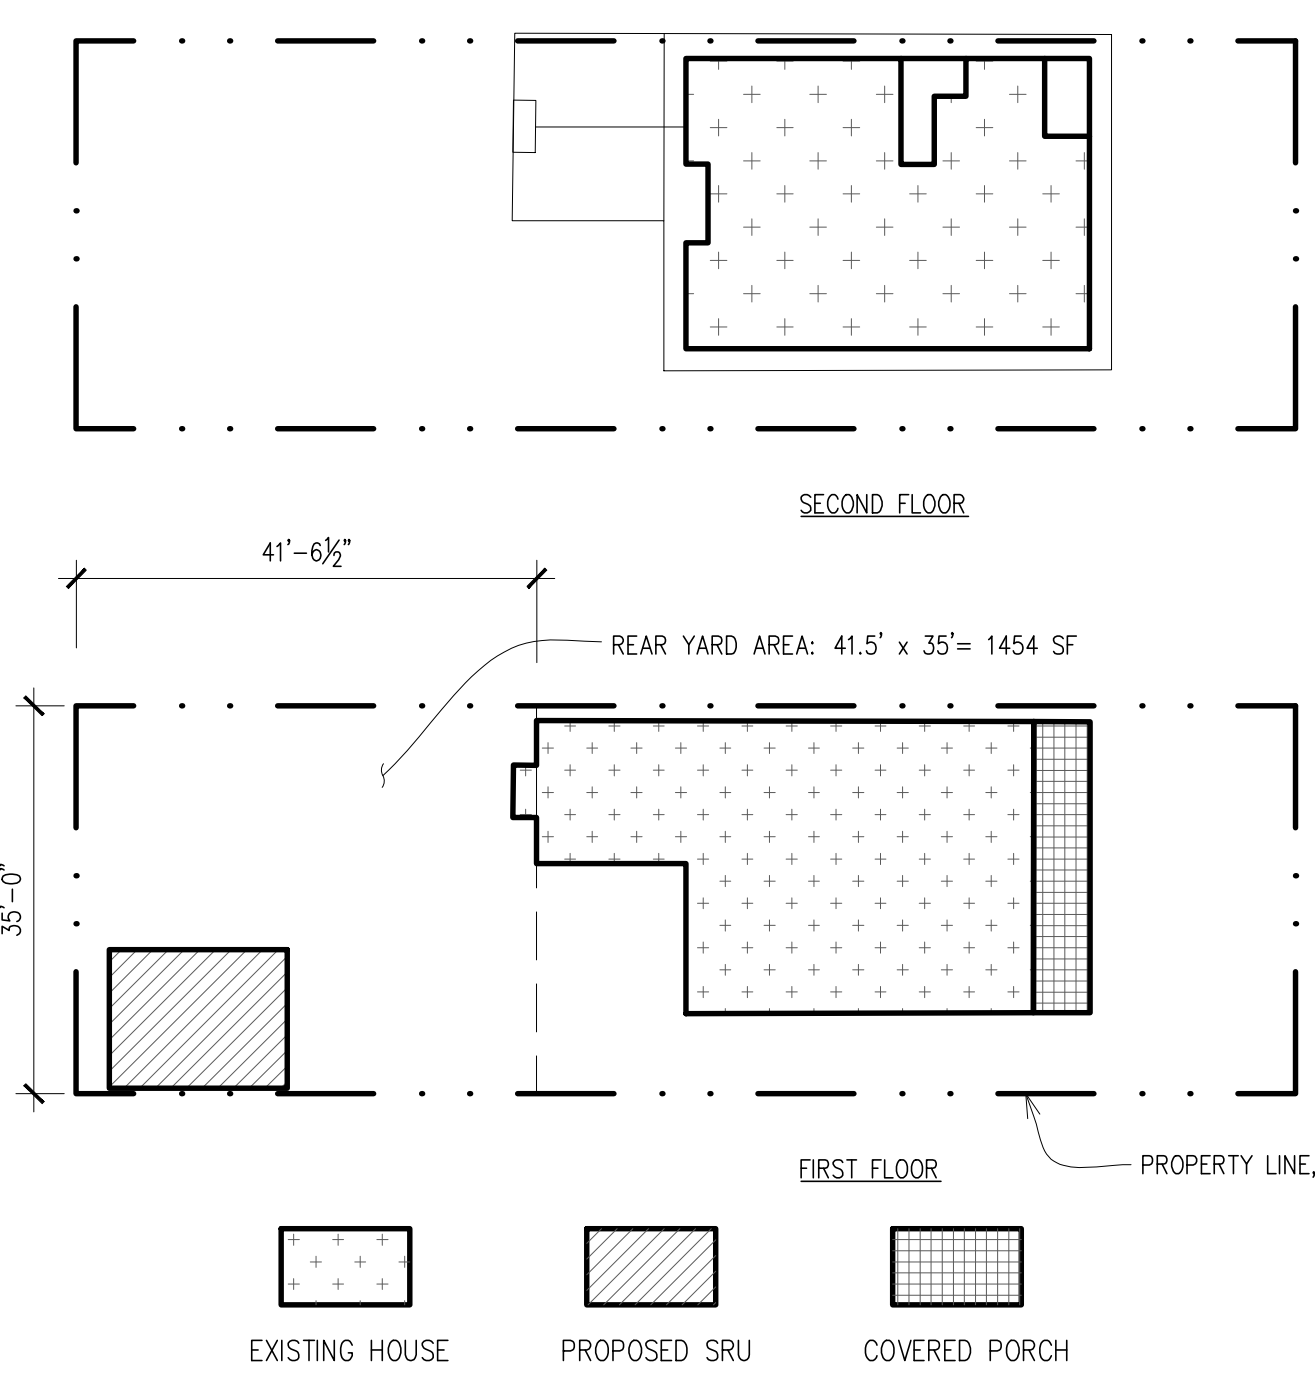 SECOND FLOOR
41'-6½"
REAR YARD AREA: 41.5' x 35'= 1454 SF
35'-0"
FIRST FLOOR
PROPERTY LINE,
EXISTING HOUSE
PROPOSED SRU
COVERED PORCH